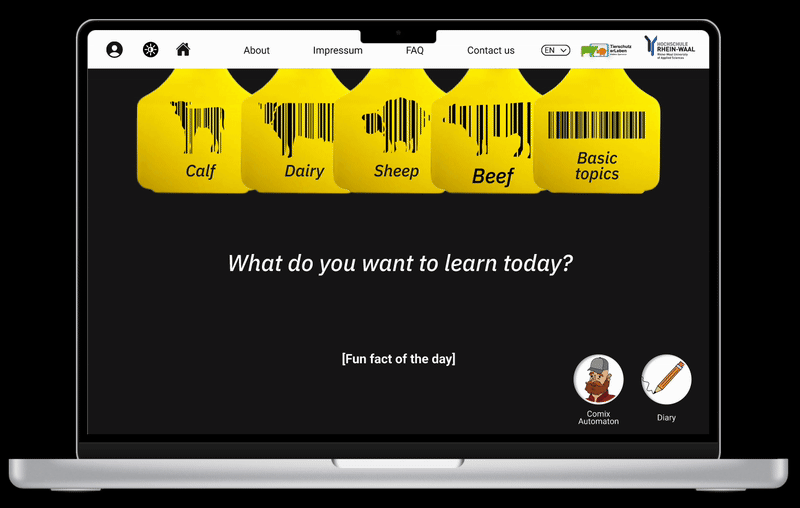 About
Impressum
FAQ
Contact us
EN
Tierschutz
erLeben
HOCHSCHULE
RHEIN-WAAL
Rhine-Waal University
of Applied Sciences
Calf
Dairy
Sheep
Beef
Basic
topics
What do you want to learn today?
[Fun fact of the day]
Comix
Automaton
Diary